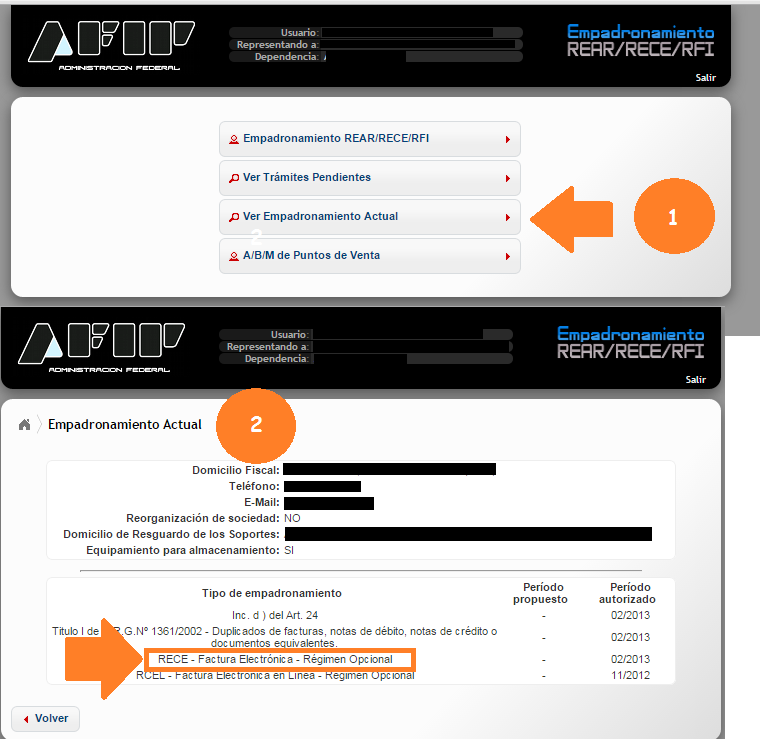 AFIP
ADMINISTRACION FEDERAL
Usuario:
Representando a:
Dependencia:
Empadronamiento
REAR/RECE/RFI
Salir
Empadronamiento REAR/RECE/RFI
Ver Trámites Pendientes
Ver Empadronamiento Actual
2
A/B/M de Puntos de Venta
1
AFIP
ADMINISTRACION FEDERAL
Usuario:
Representando a:
Dependencia:
Empadronamiento
REAR/RECE/RFI
Salir
Empadronamiento Actual
2
Domicilio Fiscal:
Teléfono:
E-Mail:
Reorganización de sociedad: NO
Domicilio de Resguardo de los Soportes:
Equipamiento para almacenamiento: SI
Tipo de empadronamiento Período propuesto Período autorizado
Inc. d ) del Art. 24 - 02/2013
Titulo I de R.G.Nº 1361/2002 - Duplicados de facturas, notas de débito, notas de crédito o
documentos equivalentes. - 02/2013
RECE - Factura Electrónica - Régimen Opcional - 02/2013
RCEL - Factura Electrónica en Línea - Régimen Opcional - 11/2012
Volver